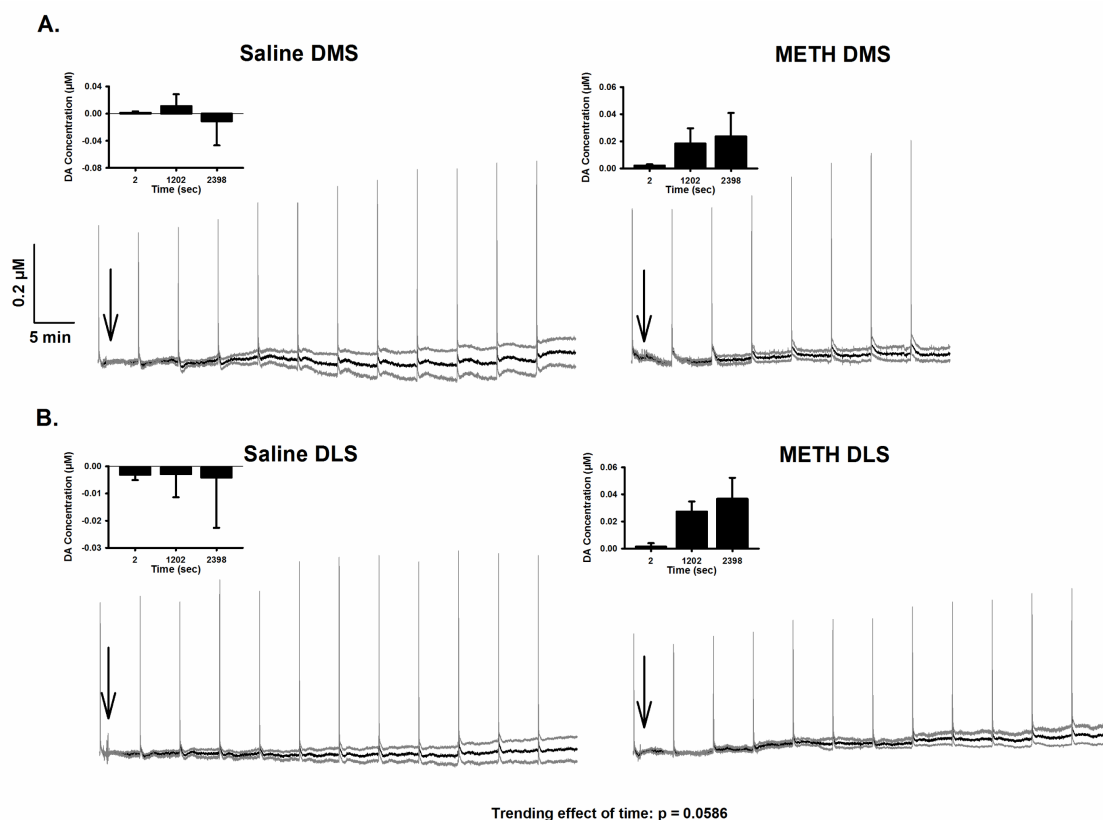 A.
Saline DMS
DA Concentration (µM)
0.04
0.00
-0.04
-0.08
2 1202 2398
Time (sec)
METH DMS
DA Concentration (µM)
0.06
0.04
0.02
0.00
2 1202 2398
Time (sec)
0.2 µM
5 min
B.
Saline DLS
DA Concentration (µM)
0.00
-0.01
-0.02
-0.03
2 1202 2398
Time (sec)
METH DLS
DA Concentration (µM)
0.06
0.04
0.02
0.00
2 1202 2398
Time (sec)
Trending effect of time: p = 0.0586